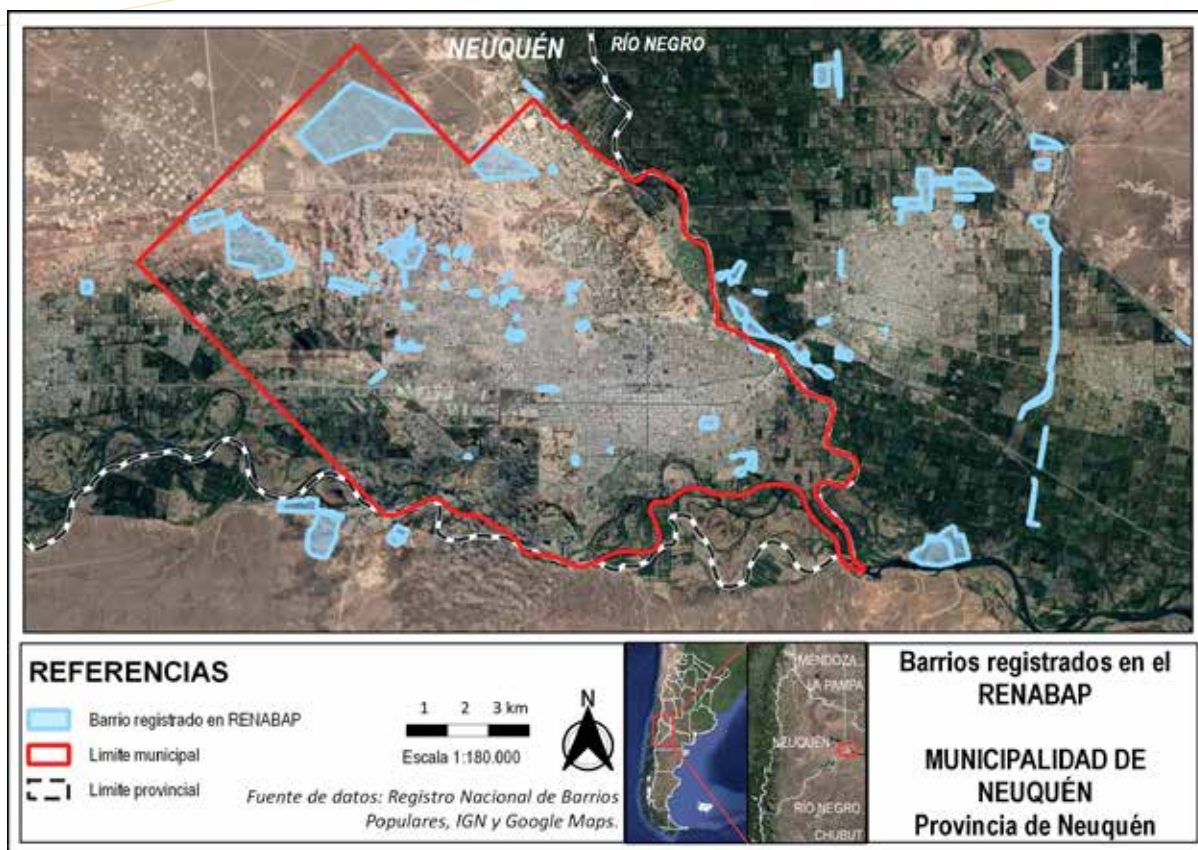 NEUQUÉN
RÍO NEGRO
REFERENCIAS
Barrio registrado en RENABAP
Limite municipal
Limite provincial
1 2 3 km
Escala 1:180.000
N
Fuente de datos: Registro Nacional de Barrios
Populares, IGN y Google Maps.
MENDOZA
LA PAMPA
NEUQUÉN
RÍO NEGRO
CHUBUT
Barrios registrados en el
RENABAP
MUNICIPALIDAD DE
NEUQUÉN
Provincia de Neuquén